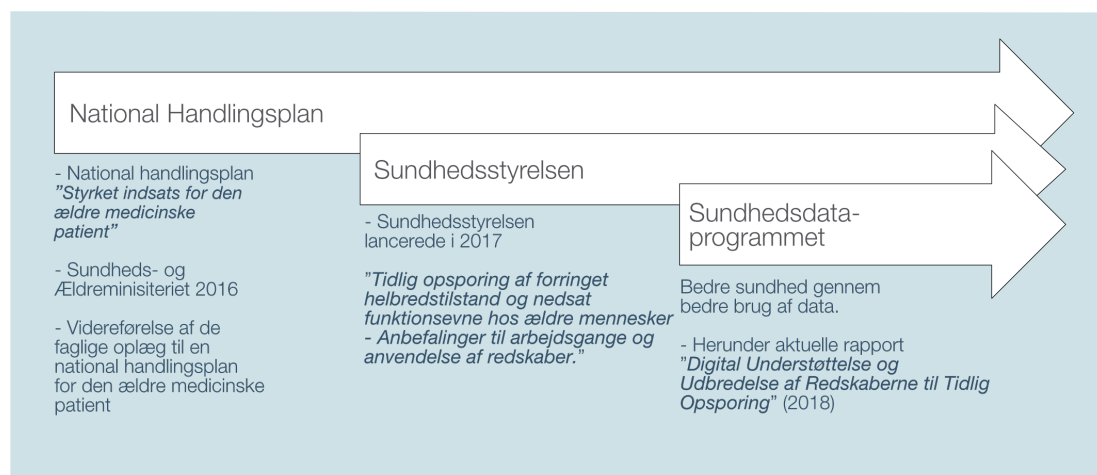 National Handlingsplan
- National handlingsplan
”Styrket indsats for den
ældre medicinske
patient”
- Sundheds- og
Ældreminisiteriet 2016
- Videreførelse af de
faglige oplæg til en
national handlingsplan
for den ældre medicinske
patient
Sundhedsstyrelsen
- Sundhedsstyrelsen
lancerede i 2017
”Tidlig opsporing af forringet
helbredstilstand og nedsat
funktionsevne hos ældre mennesker
- Anbefalinger til arbejdsgange og
anvendelse af redskaber.”
Sundhedsdata-
programmet
Bedre sundhed gennem
bedre brug af data.
- Herunder aktuelle rapport
”Digital Understøttelse og
Udbredelse af Redskaberne til Tidlig
Opsporing” (2018)